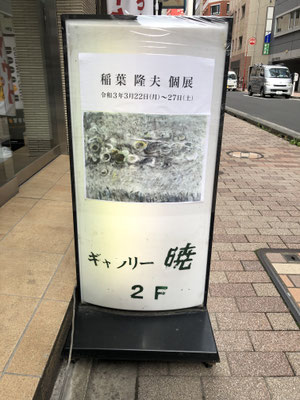 稲葉 隆夫 個展
令和3年3月22日(月)～27日(土)
ギャラリー 暁
2F